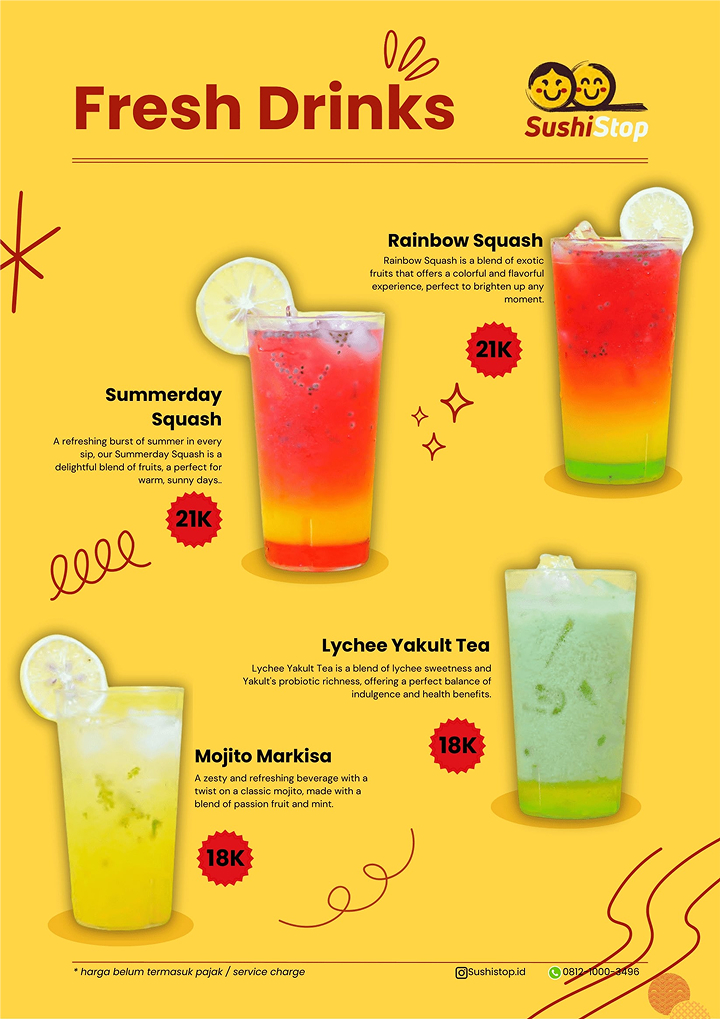 Fresh Drinks
SushiStop
Rainbow Squash
Rainbow Squash is a blend of exotic
fruits that offers a colorful and flavorful
experience, perfect to brighten up any
moment.
21K
Summerday
Squash
A refreshing burst of summer in every
sip, our Summerday Squash is a
delightful blend of fruits, a perfect for
warm, sunny days..
21K
Lychee Yakult Tea
Lychee Yakult Tea is a blend of lychee sweetness and
Yakult's probiotic richness, offering a perfect balance of
indulgence and health benefits.
18K
Mojito Markisa
A zesty and refreshing beverage with a
twist on a classic mojito, made with a
blend of passion fruit and mint.
18K
* harga belum termasuk pajak / service charge
Sushistop.id
0812-1000-3496